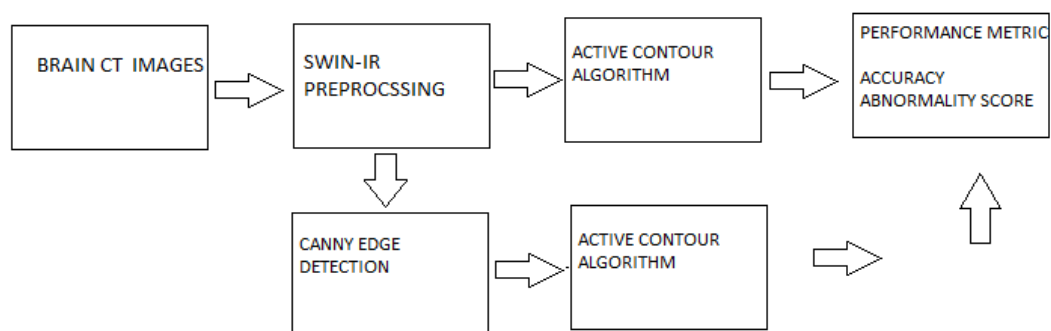 BRAIN CT IMAGES
SWIN-IR
PREPROCSSING
ACTIVE CONTOUR
ALGORITHM
PERFORMANCE METRIC
ACCURACY
ABNORMALITY SCORE
CANNY EDGE
DETECTION
ACTIVE CONTOUR
ALGORITHM